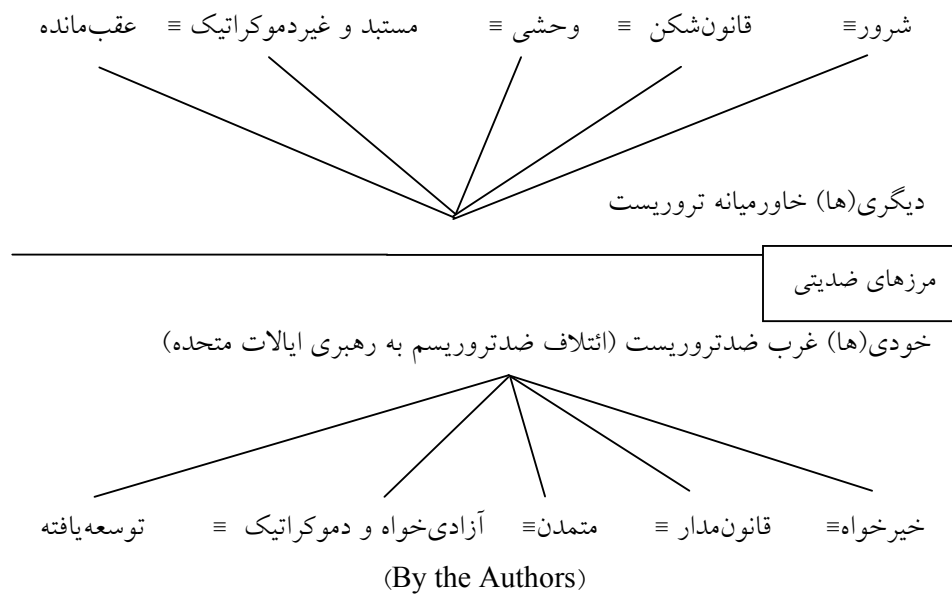 شرور≡ قانون‌شکن ≡ وحشی ≡ مستبد و غیردموکراتیک ≡ عقب‌مانده
دیگری(ها) خاورمیانه تروریست
مرزهای ضدیتی
خودی(ها) غرب ضدتروریست (ائتلاف ضدتروریسم به رهبری ایالات متحده)
خیرخواه≡ قانون‌مدار ≡ متمدن≡ آزادی‌خواه و دموکراتیک ≡ توسعه‌یافته
(By the Authors)